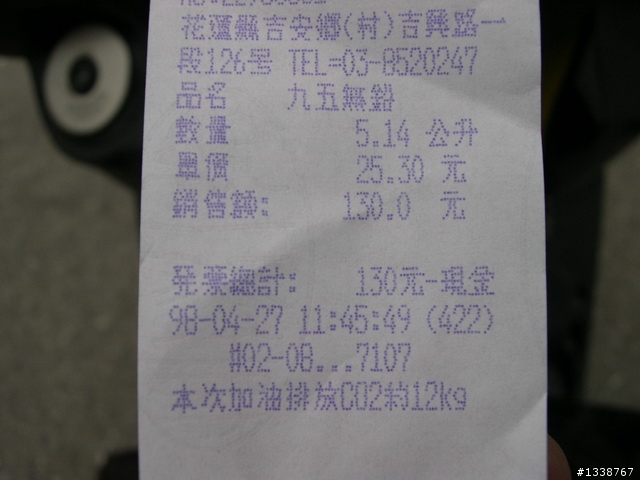 花蓮縣吉安鄉(村)吉興路一
段126号 TEL=03-8520247
品名 九五無鉛
數量 5.14 公升
單價 25.30 元
銷售額: 130.0 元
発票總計: 130元-現金
98-04-27 11:45:49 (422)
#02-08...7107
本次加油排放CO2約12kg
#1338767